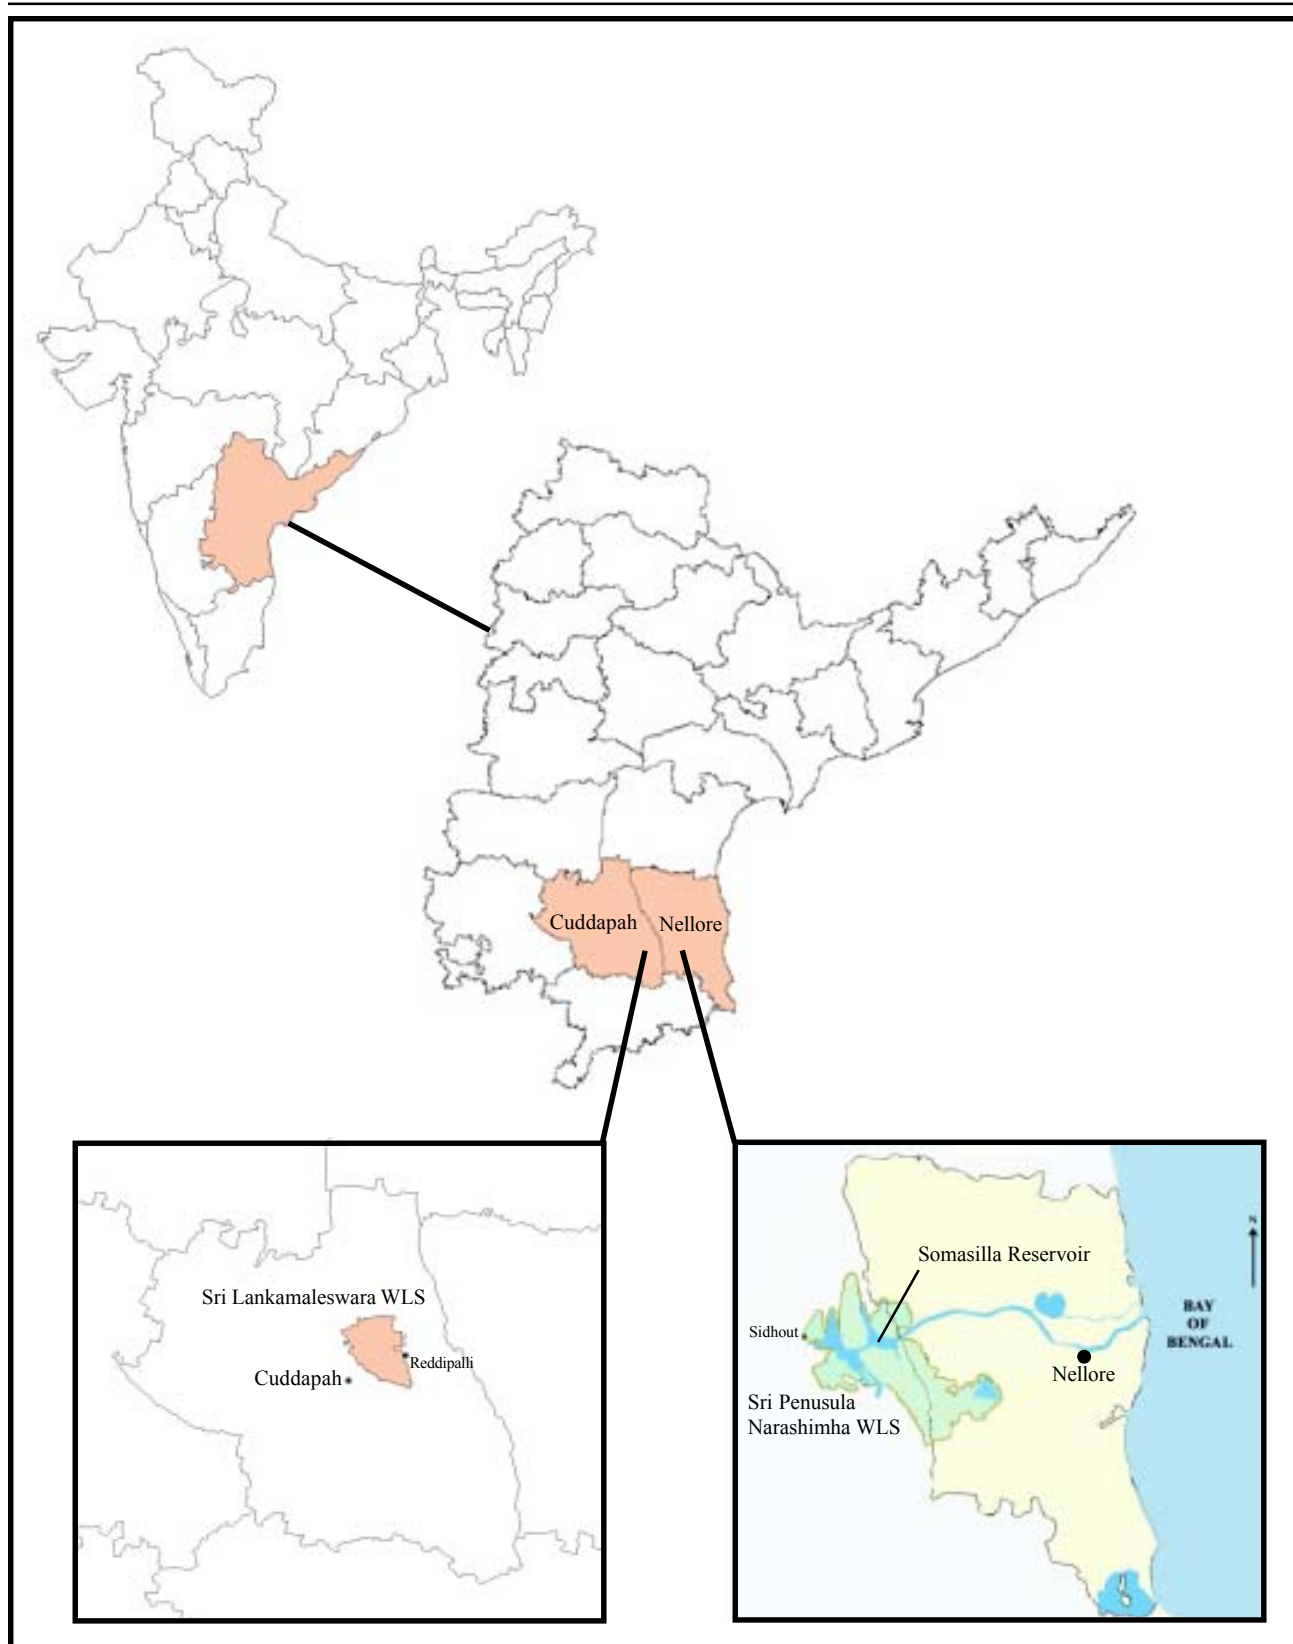 Cuddapah
Nellore
Sri Lankamaleswara WLS
Reddipalli
Cuddapah
Somasilla Reservoir
N
BAY
OF
BENGAL
Sidhout
Nellore
Sri Penusula
Narashimha WLS